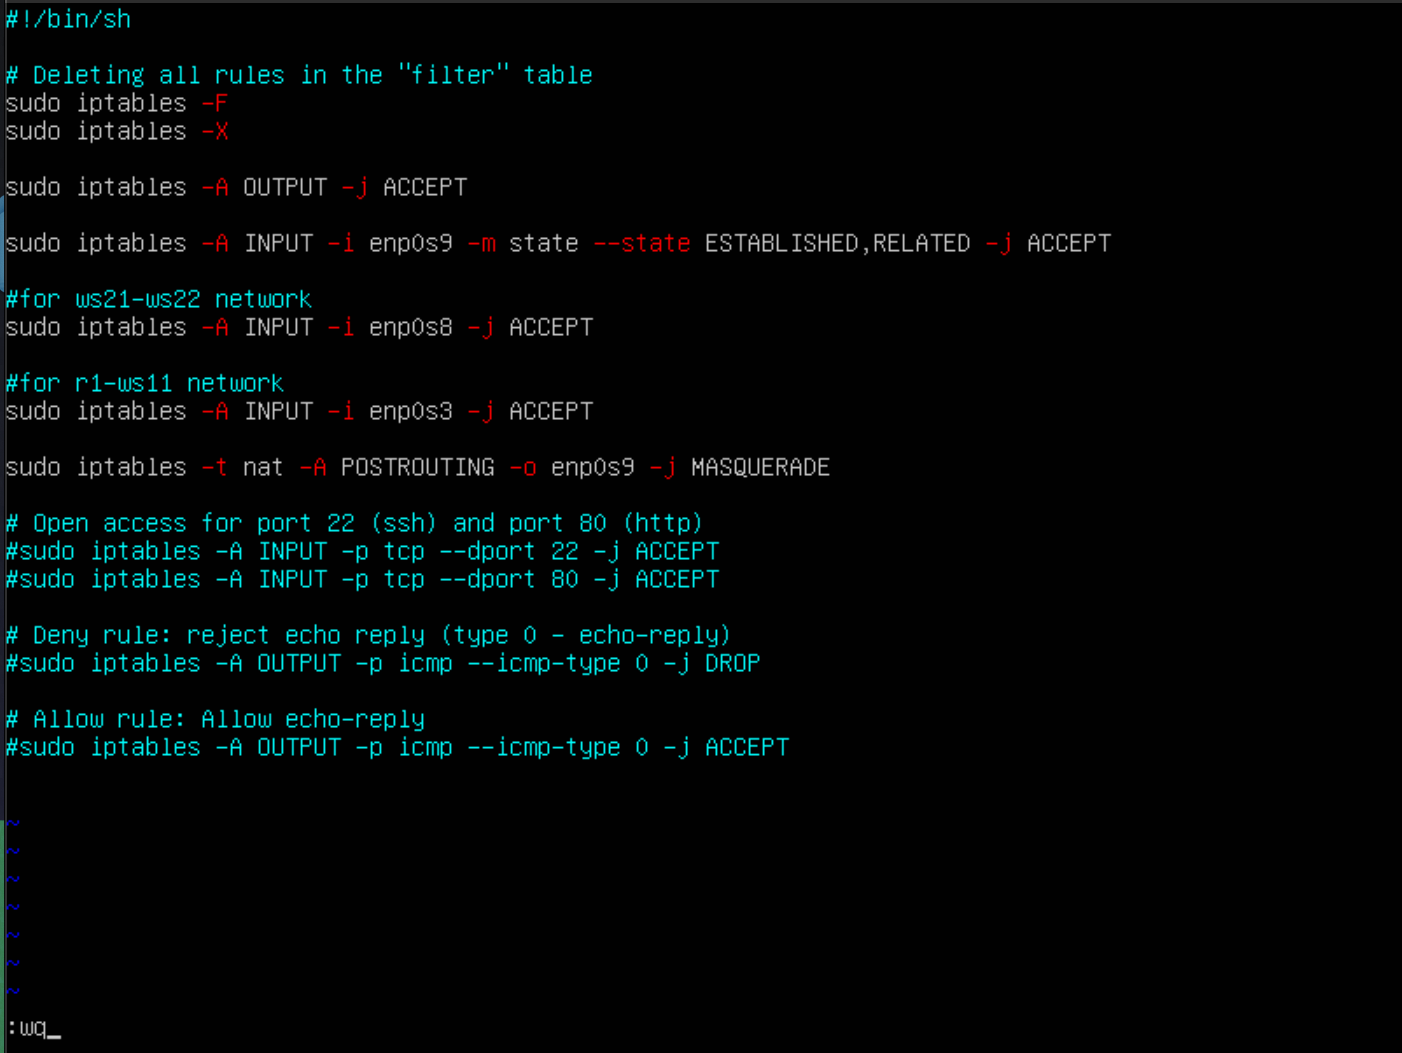 #!/bin/sh
# Deleting all rules in the "filter" table
sudo iptables -F
sudo iptables -X
sudo iptables -A OUTPUT -j ACCEPT
sudo iptables -A INPUT -i enp0s9 -m state --state ESTABLISHED,RELATED -j ACCEPT
#for ws21-ws22 network
sudo iptables -A INPUT -i enp0s8 -j ACCEPT
#for r1-ws11 network
sudo iptables -A INPUT -i enp0s3 -j ACCEPT
sudo iptables -t nat -A POSTROUTING -o enp0s9 -j MASQUERADE
# Open access for port 22 (ssh) and port 80 (http)
#sudo iptables -A INPUT -p tcp --dport 22 -j ACCEPT
#sudo iptables -A INPUT -p tcp --dport 80 -j ACCEPT
# Deny rule: reject echo reply (type 0 - echo-reply)
#sudo iptables -A OUTPUT -p icmp --icmp-type 0 -j DROP
# Allow rule: Allow echo-reply
#sudo iptables -A OUTPUT -p icmp --icmp-type 0 -j ACCEPT
~
~
~
~
~
~
~
:wq_